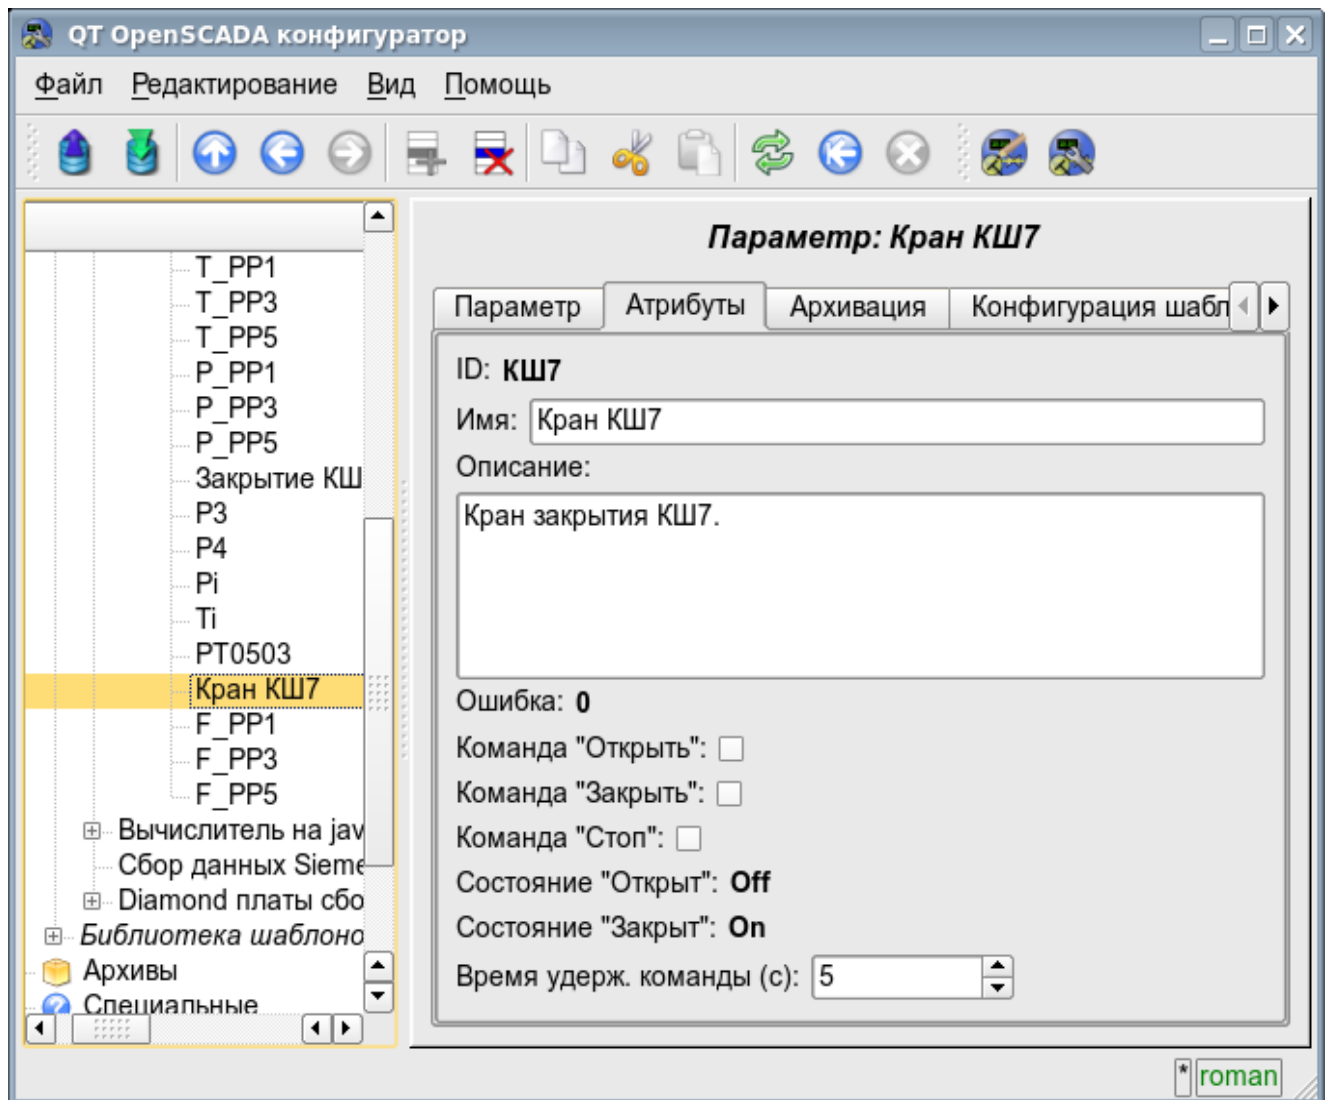 QT OpenSCADA конфигуратор
Файл Редактирование Вид Помощь
T_PP1
T_PP3
T_PP5
P_PP1
P_PP3
P_PP5
Закрытие КШ
P3
P4
Pi
Ti
PT0503
Кран КШ7
F_PP1
F_PP3
F_PP5
Вычислитель на jav
Сбор данных Sieme
Diamond платы сбо
Библиотека шаблоно
Архивы
Специальные
Параметр: Кран КШ7
Параметр Атрибуты Архивация Конфигурация шабл
ID: КШ7
Имя: Кран КШ7
Описание:
Кран закрытия КШ7.
Ошибка: 0
Команда "Открыть":
Команда "Закрыть":
Команда "Стоп":
Состояние "Открыт": Off
Состояние "Закрыт": On
Время удерж. команды (с): 5
* roman